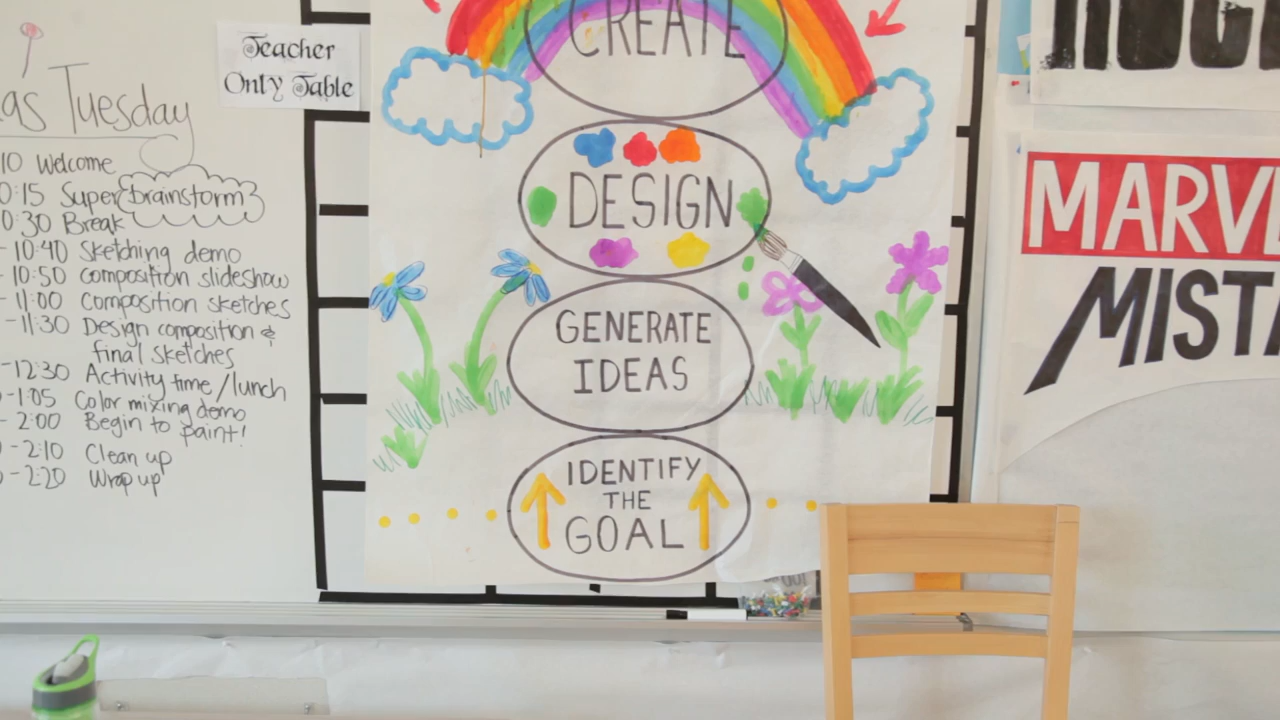 as Tuesday
10 Welcome
0:15 Super brainstorm
0:30 Break
- 10:40 Sketching demo
- 10:50 composition slideshow
- 11:00 Composition sketches
- 11:30 Design composition &
final sketches
-12:30 Activity time / lunch
-1:05 Color mixing demo
- 2:00 Begin to paint!
- 2:10 Clean up
-2:20 Wrap up
Teacher
Only Table
CREATE
DESIGN
GENERATE
IDEAS
IDENTIFY
THE
GOAL
MARVE
MISTA